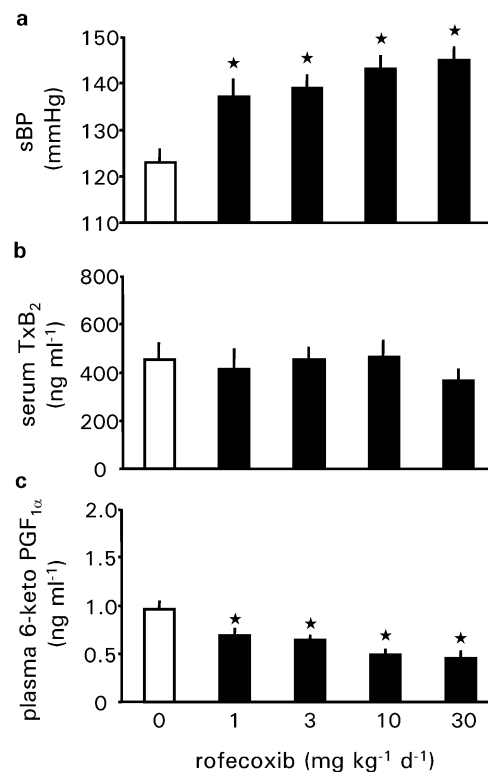 a
sBP
(mmHg)
150
140
130
120
110
★ ★ ★ ★
b
serum TxB₂
(ng ml⁻¹)
800
600
400
200
0
c
plasma 6-keto PGF₁α
(ng ml⁻¹)
2.0
1.5
1.0
0.5
0
★ ★ ★ ★
0 1 3 10 30
rofecoxib (mg kg⁻¹ d⁻¹)